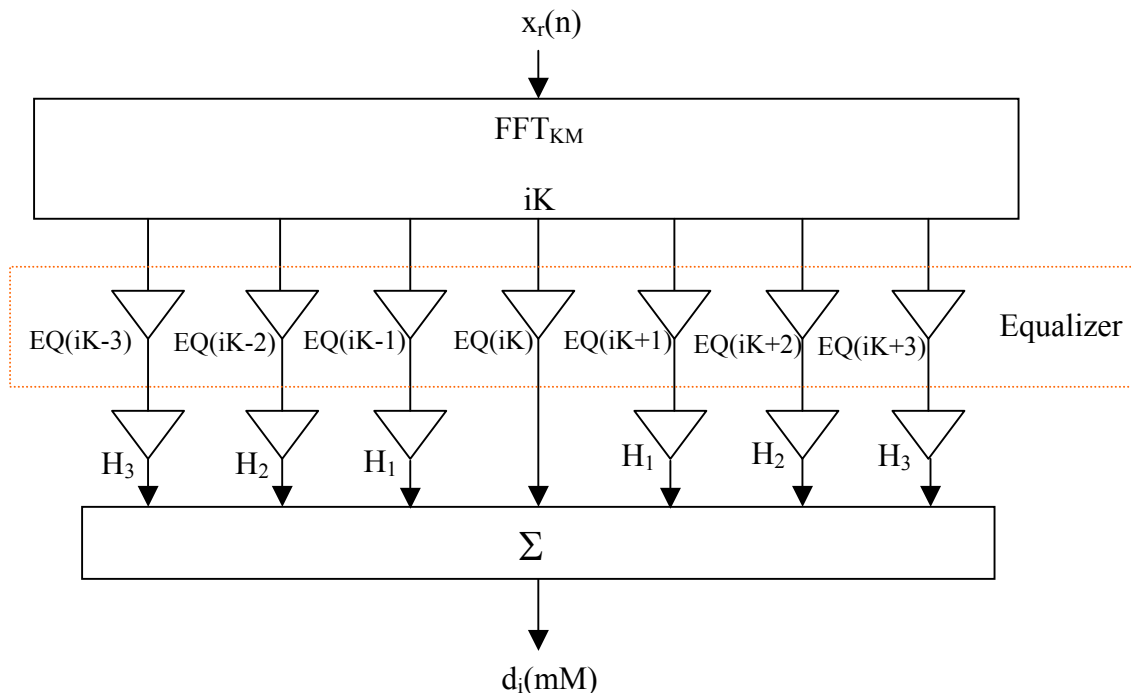 xᵣ(n)
FFT_KM
iK
EQ(iK-3) EQ(iK-2) EQ(iK-1) EQ(iK) EQ(iK+1) EQ(iK+2) EQ(iK+3)
Equalizer
H₃ H₂ H₁ H₁ H₂ H₃
Σ
dᵢ(mM)